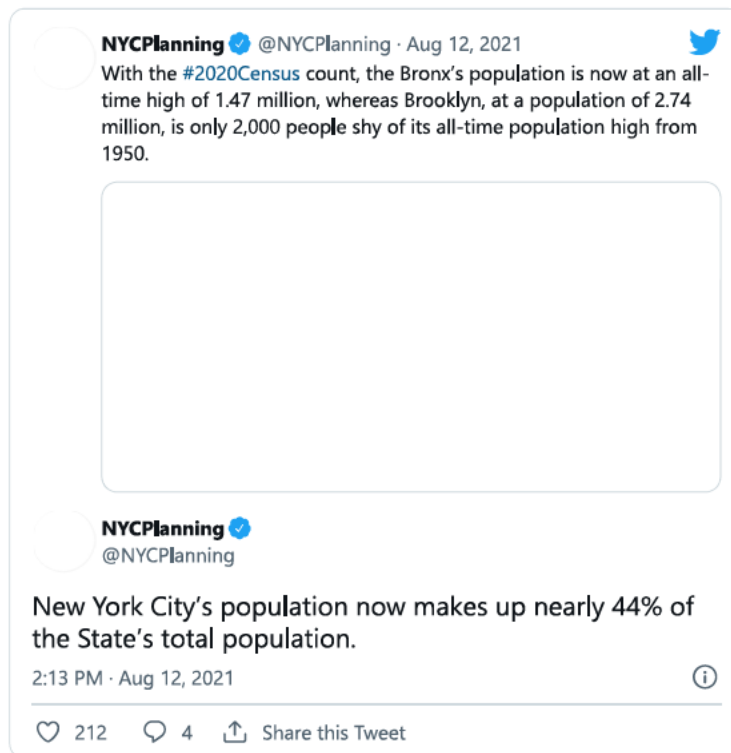 NYCPlanning @NYCPlanning · Aug 12, 2021
With the #2020Census count, the Bronx’s population is now at an all-
time high of 1.47 million, whereas Brooklyn, at a population of 2.74
million, is only 2,000 people shy of its all-time population high from
1950.
NYCPlanning
@NYCPlanning
New York City’s population now makes up nearly 44% of
the State’s total population.
2:13 PM · Aug 12, 2021
212 4 Share this Tweet